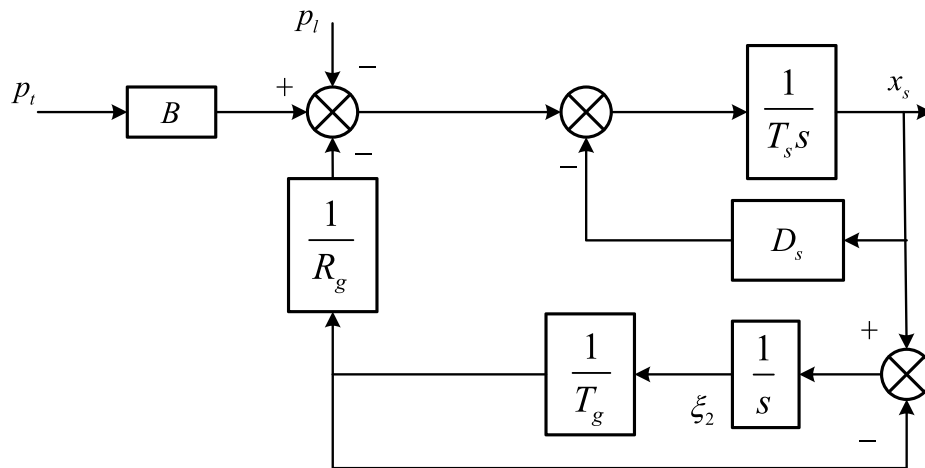 p_l
−
p_t
B
+
−
−
1
T_s s
x_s
1
R_g
D_s
+
1
T_g
ξ_2
1
s
−